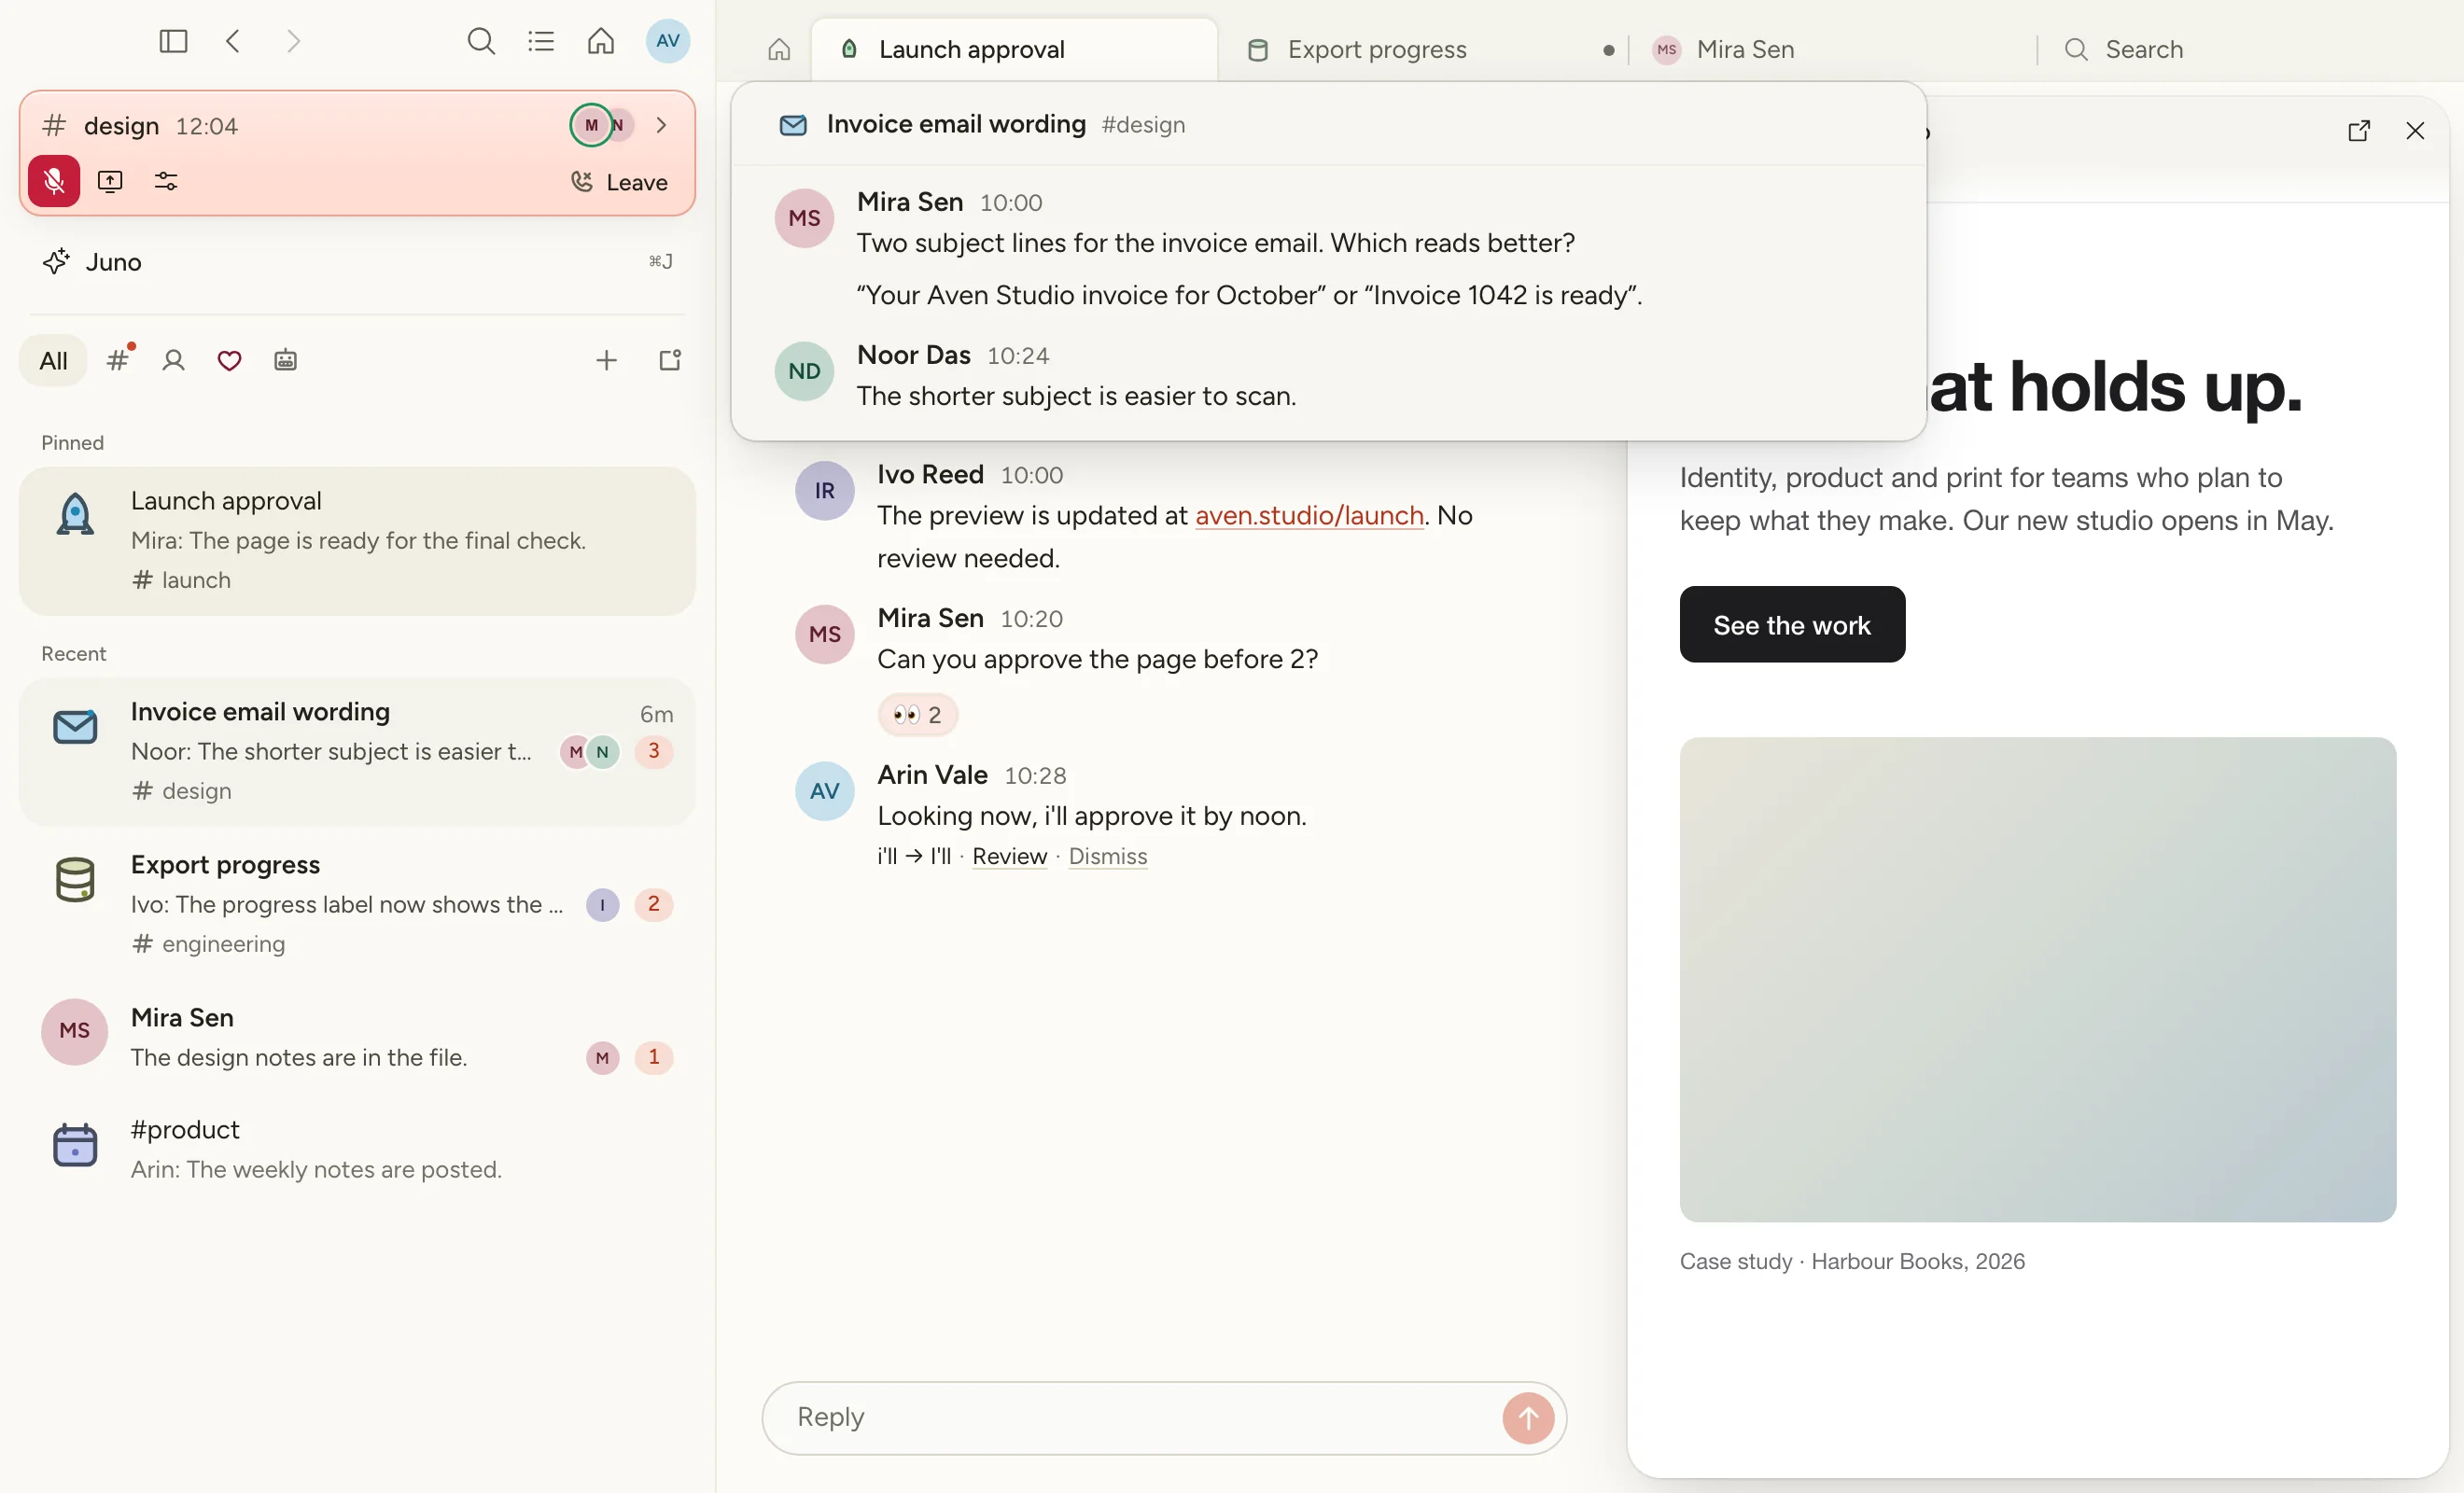 AV
design 12:04
M N
Leave
Juno
⌘J
All
Pinned
Launch approval
Mira: The page is ready for the final check.
# launch
Recent
Invoice email wording
6m
Noor: The shorter subject is easier t...
M N 3
# design
Export progress
Ivo: The progress label now shows the ...
I 2
# engineering
MS
Mira Sen
The design notes are in the file.
M 1
#product
Arin: The weekly notes are posted.
Launch approval
Export progress
MS Mira Sen
Search
Invoice email wording #design
MS
Mira Sen 10:00
Two subject lines for the invoice email. Which reads better?
“Your Aven Studio invoice for October” or “Invoice 1042 is ready”.
ND
Noor Das 10:24
The shorter subject is easier to scan.
IR
Ivo Reed 10:00
The preview is updated at aven.studio/launch. No
review needed.
MS
Mira Sen 10:20
Can you approve the page before 2?
👀 2
AV
Arin Vale 10:28
Looking now, i'll approve it by noon.
i'll → I'll · Review · Dismiss
Reply
holds up.
Identity, product and print for teams who plan to
keep what they make. Our new studio opens in May.
See the work
Case study · Harbour Books, 2026